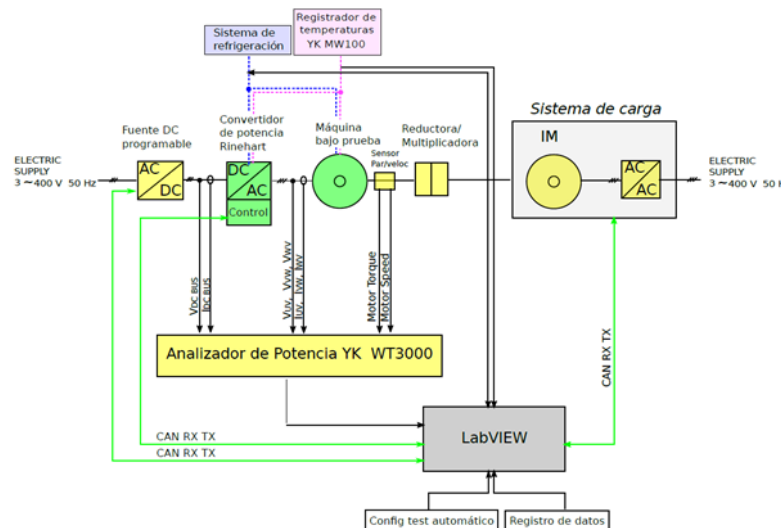 Sistema de
refrigeración
Registrador de
temperaturas
YK MW100
Sistema de carga
Fuente DC
programable
Convertidor
de potencia
Rinehart
Máquina
bajo prueba
Reductora/
Multiplicadora
Sensor
Par/veloc
IM
ELECTRIC
SUPPLY
3 ~400 V 50 Hz
AC
DC
DC
AC
Control
AC
AC
ELECTRIC
SUPPLY
3 ~400 V 50 H
VDC BUS
IDC BUS
Vuv, Vvw, Vwv
Iuv, Ivw, Iwv
Motor Torque
Motor Speed
Analizador de Potencia YK WT3000
CAN RX TX
CAN RX TX
CAN RX TX
LabVIEW
Config test automático
Registro de datos